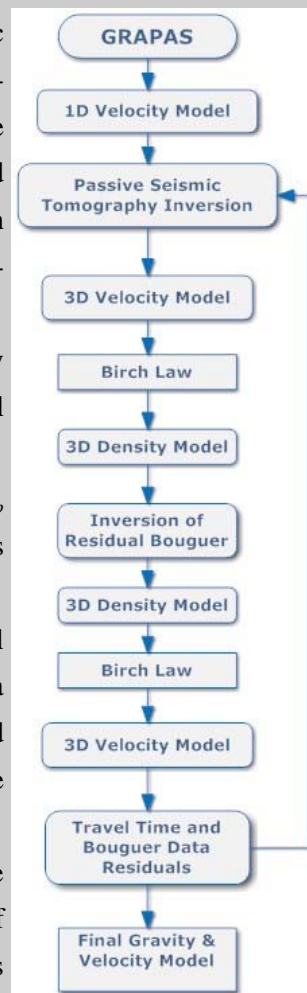 GRAPAS
1D Velocity Model
Passive Seismic
Tomography Inversion
3D Velocity Model
Birch Law
3D Density Model
Inversion of
Residual Bouguer
3D Density Model
Birch Law
3D Velocity Model
Travel Time and
Bouguer Data
Residuals
Final Gravity &
Velocity Model